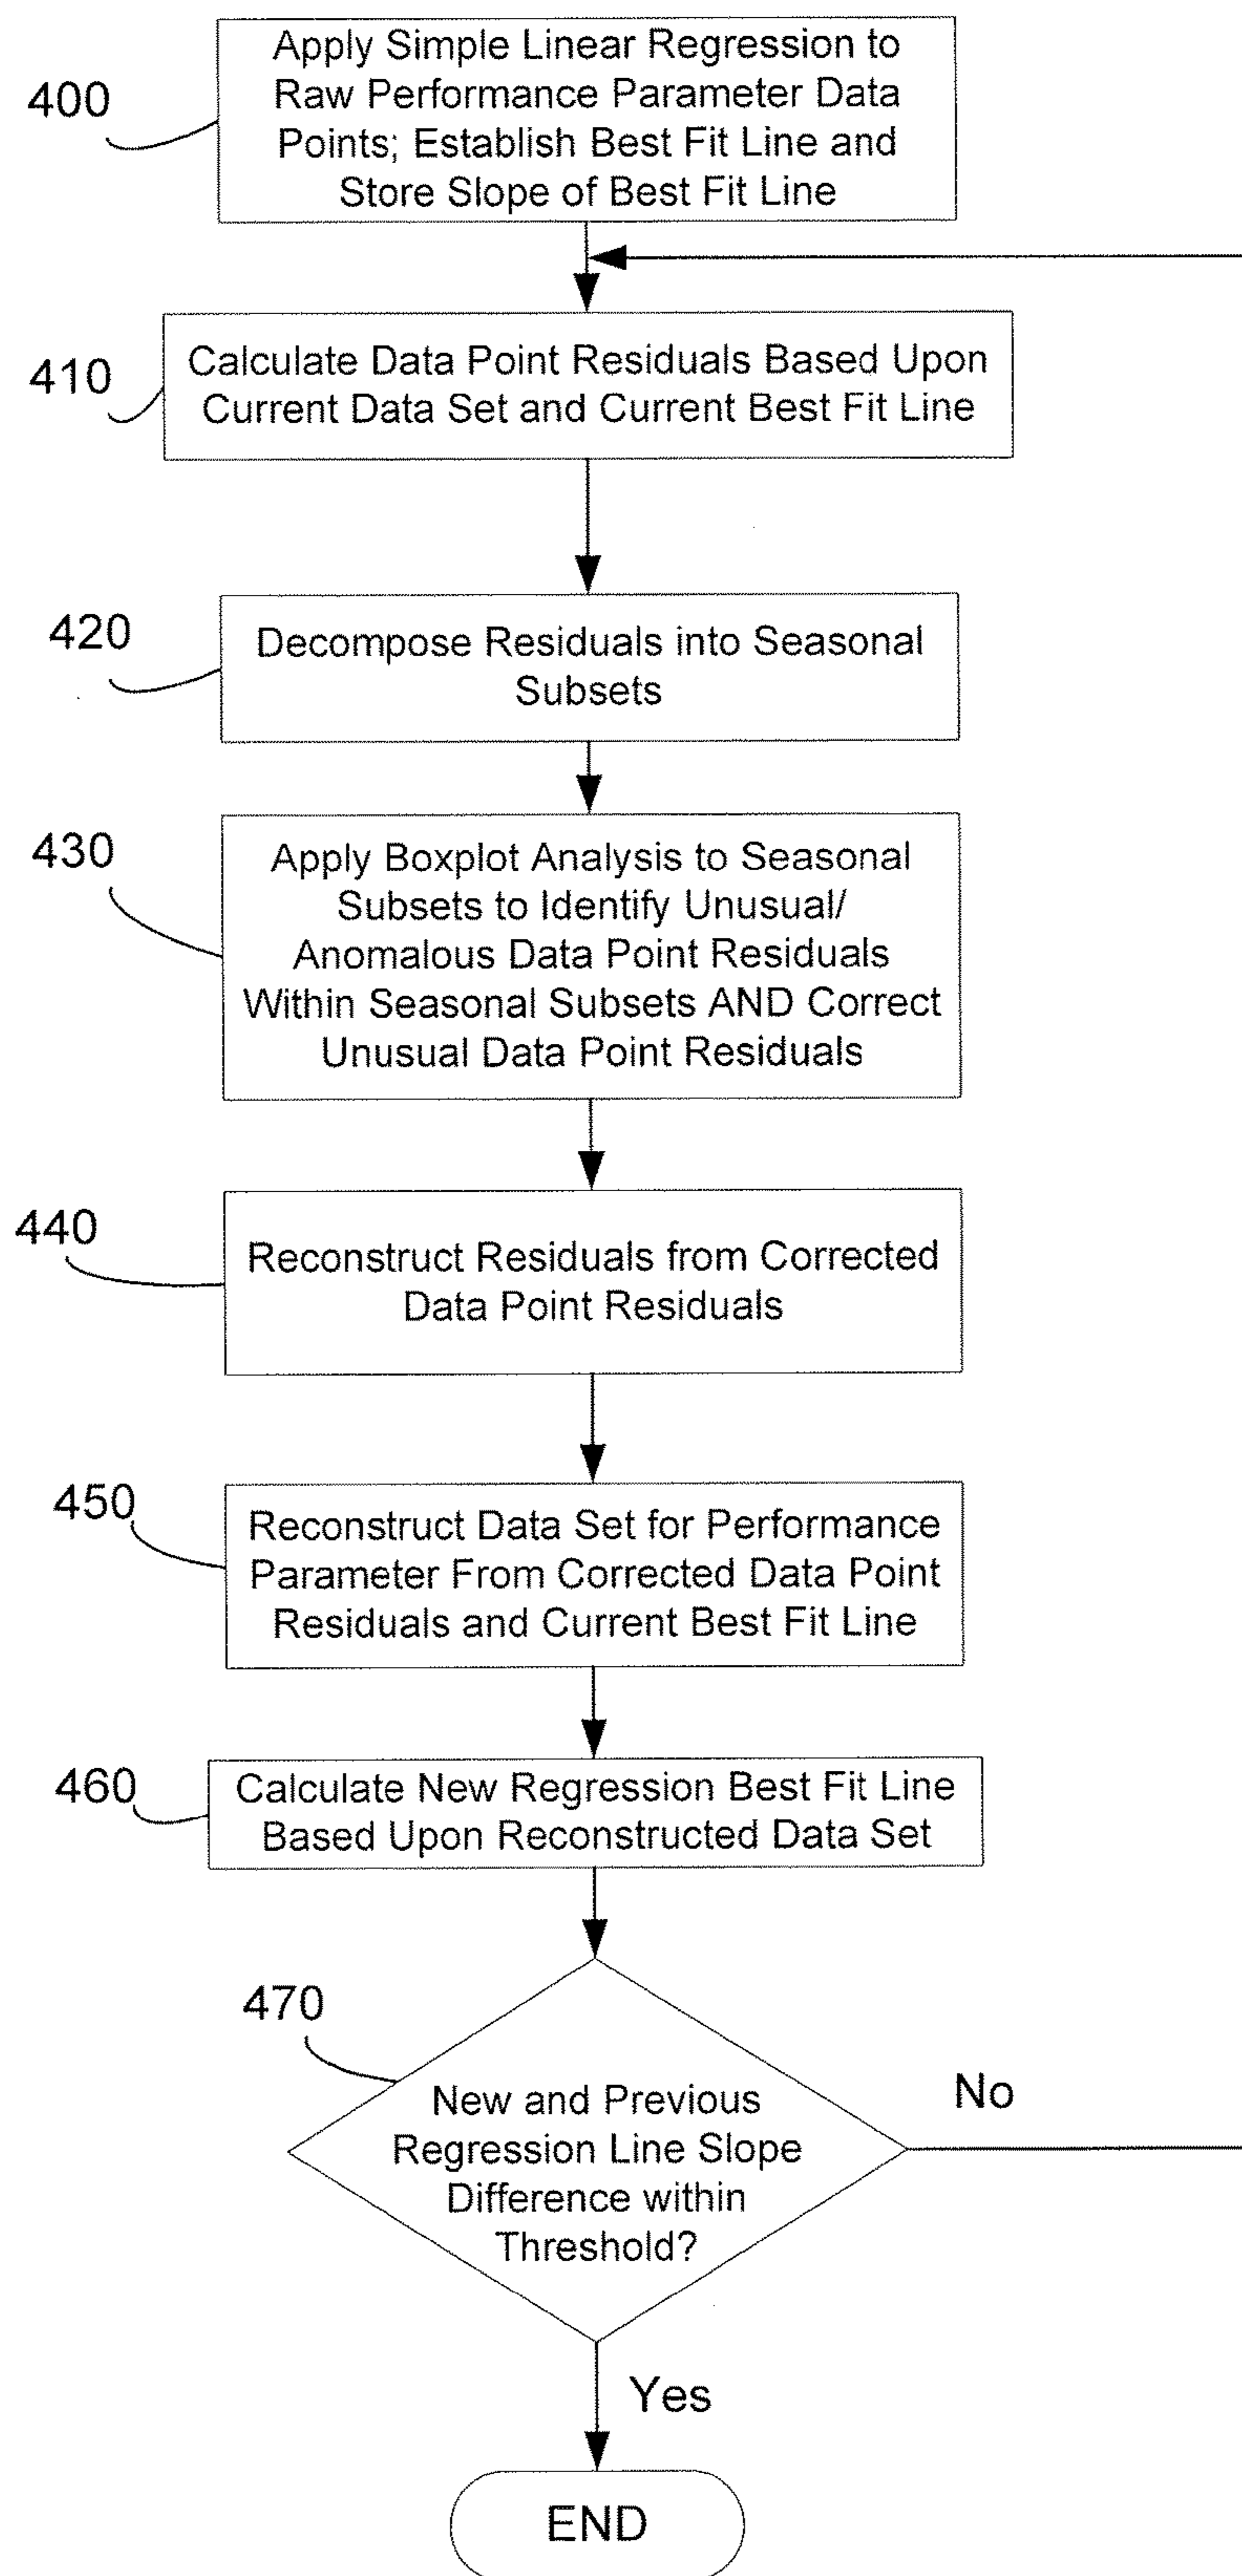 400
Apply Simple Linear Regression to
Raw Performance Parameter Data
Points; Establish Best Fit Line and
Store Slope of Best Fit Line
410
Calculate Data Point Residuals Based Upon
Current Data Set and Current Best Fit Line
420
Decompose Residuals into Seasonal
Subsets
430
Apply Boxplot Analysis to Seasonal
Subsets to Identify Unusual/
Anomalous Data Point Residuals
Within Seasonal Subsets AND Correct
Unusual Data Point Residuals
440
Reconstruct Residuals from Corrected
Data Point Residuals
450
Reconstruct Data Set for Performance
Parameter From Corrected Data Point
Residuals and Current Best Fit Line
460
Calculate New Regression Best Fit Line
Based Upon Reconstructed Data Set
470
New and Previous
Regression Line Slope
Difference within
Threshold?
No
Yes
END